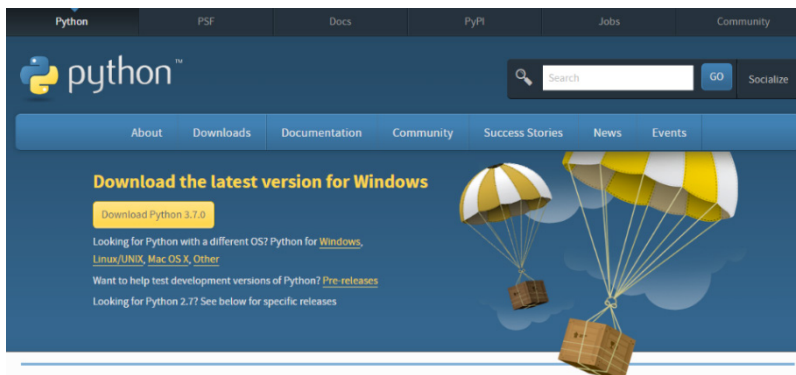 Python PSF Docs PyPI Jobs Community
python™
Search GO Socialize
About Downloads Documentation Community Success Stories News Events
Download the latest version for Windows
Download Python 3.7.0
Looking for Python with a different OS? Python for Windows,
Linux/UNIX, Mac OS X, Other
Want to help test development versions of Python? Pre-releases
Looking for Python 2.7? See below for specific releases